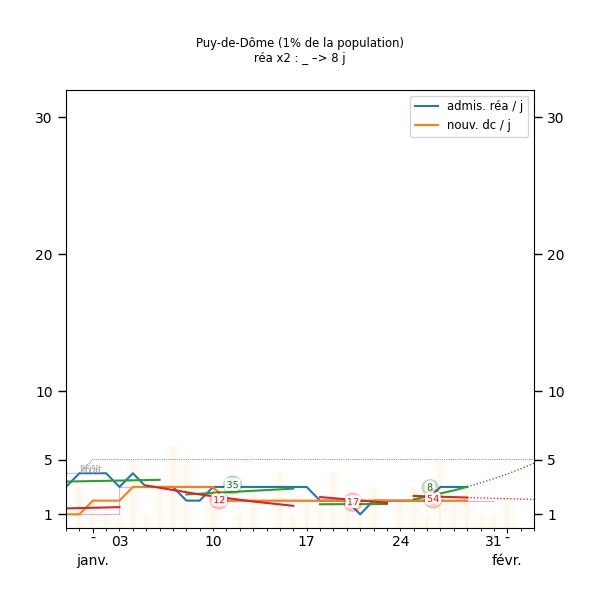 Puy-de-Dôme (1% de la population)
réa x2 : _ –> 8 j
admis. réa / j
nouv. dc / j
30 30
20 20
10 10
5 5
1 1
35
12
17
8
54
- 03 10 17 24 31 -
janv. févr.